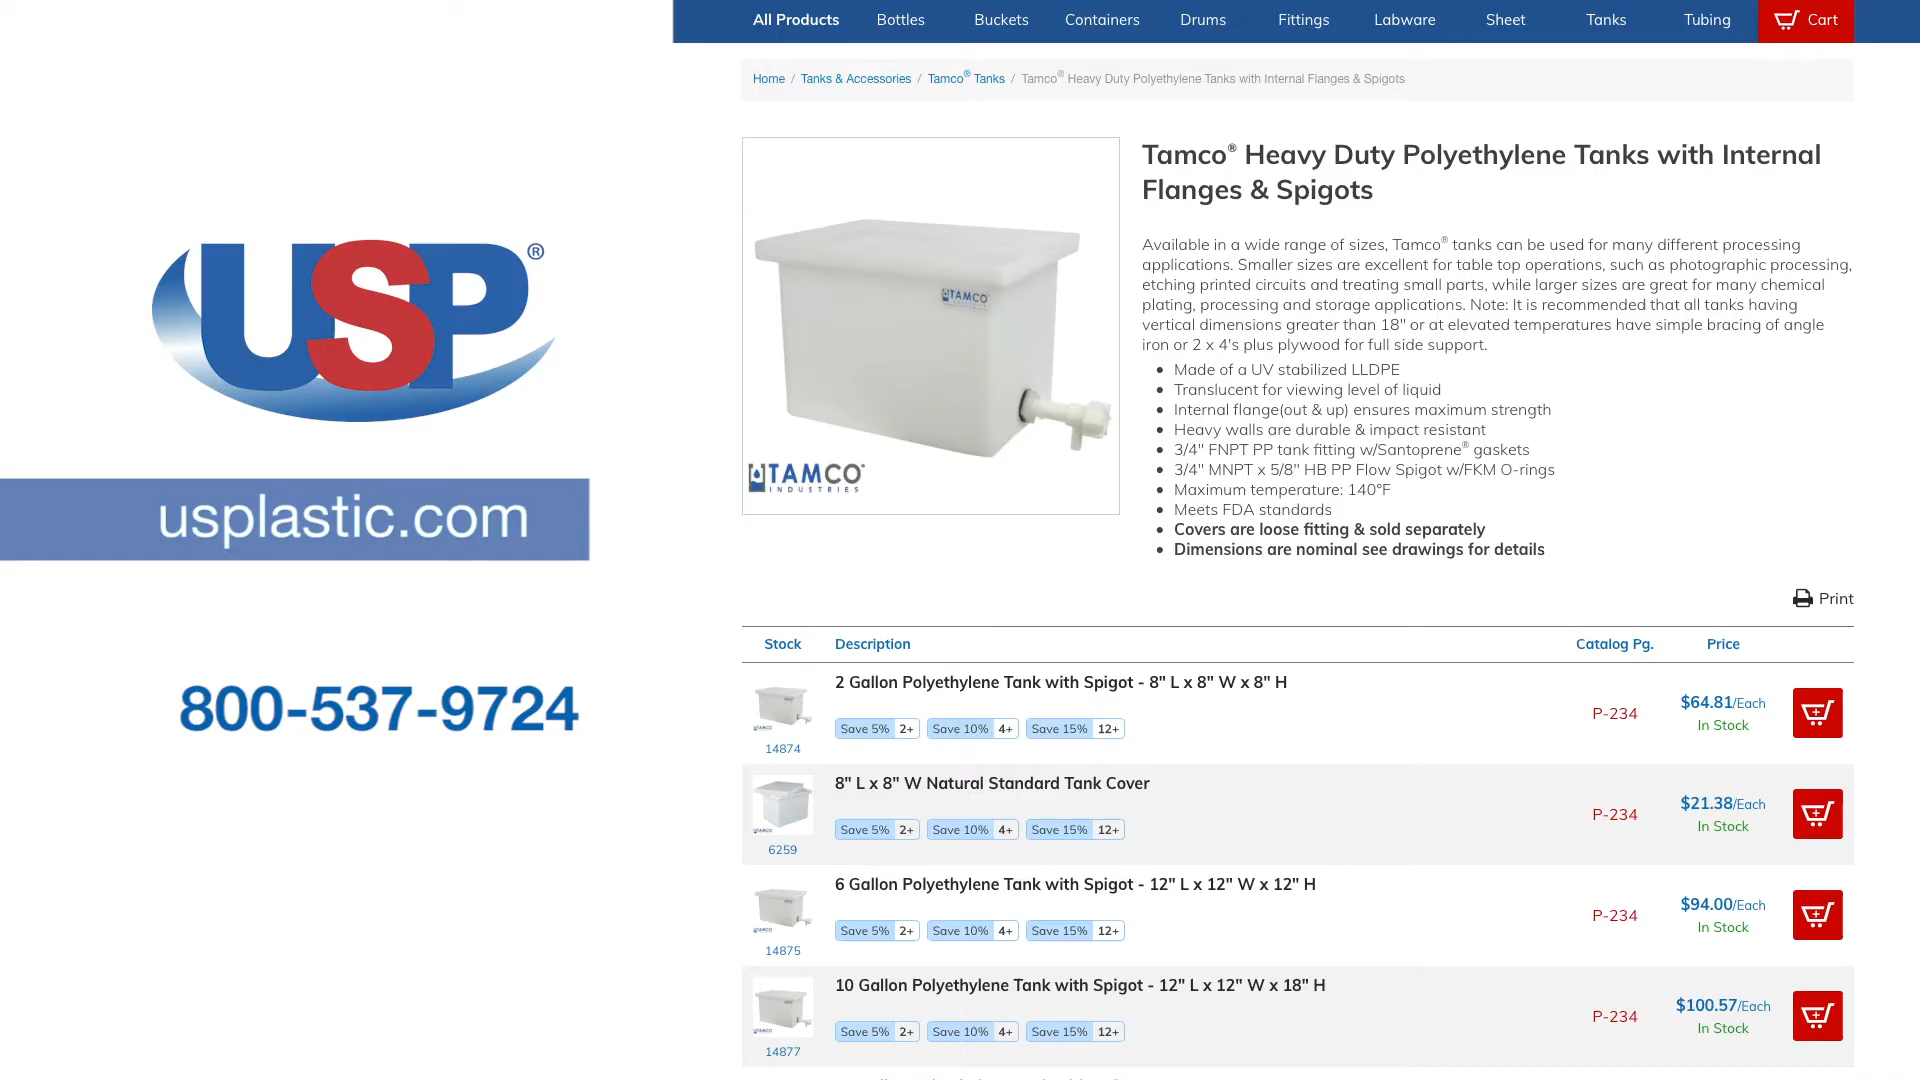 USP®
usplastic.com
800-537-9724
All Products Bottles Buckets Containers Drums Fittings Labware Sheet Tanks Tubing Cart
Home / Tanks & Accessories / Tamco® Tanks / Tamco® Heavy Duty Polyethylene Tanks with Internal Flanges & Spigots
TAMCO
TAMCO
INDUSTRIES
Tamco® Heavy Duty Polyethylene Tanks with Internal
Flanges & Spigots
Available in a wide range of sizes, Tamco® tanks can be used for many different processing
applications. Smaller sizes are excellent for table top operations, such as photographic processing,
etching printed circuits and treating small parts, while larger sizes are great for many chemical
plating, processing and storage applications. Note: It is recommended that all tanks having
vertical dimensions greater than 18" or at elevated temperatures have simple bracing of angle
iron or 2 x 4's plus plywood for full side support.
• Made of a UV stabilized LLDPE
• Translucent for viewing level of liquid
• Internal flange(out & up) ensures maximum strength
• Heavy walls are durable & impact resistant
• 3/4" FNPT PP tank fitting w/Santoprene® gaskets
• 3/4" MNPT x 5/8" HB PP Flow Spigot w/FKM O-rings
• Maximum temperature: 140°F
• Meets FDA standards
• Covers are loose fitting & sold separately
• Dimensions are nominal see drawings for details
Print
Stock Description Catalog Pg. Price
2 Gallon Polyethylene Tank with Spigot - 8" L x 8" W x 8" H
Save 5% 2+ Save 10% 4+ Save 15% 12+
14874
P-234
$64.81/Each
In Stock
8" L x 8" W Natural Standard Tank Cover
Save 5% 2+ Save 10% 4+ Save 15% 12+
6259
P-234
$21.38/Each
In Stock
6 Gallon Polyethylene Tank with Spigot - 12" L x 12" W x 12" H
Save 5% 2+ Save 10% 4+ Save 15% 12+
14875
P-234
$94.00/Each
In Stock
10 Gallon Polyethylene Tank with Spigot - 12" L x 12" W x 18" H
Save 5% 2+ Save 10% 4+ Save 15% 12+
14877
P-234
$100.57/Each
In Stock